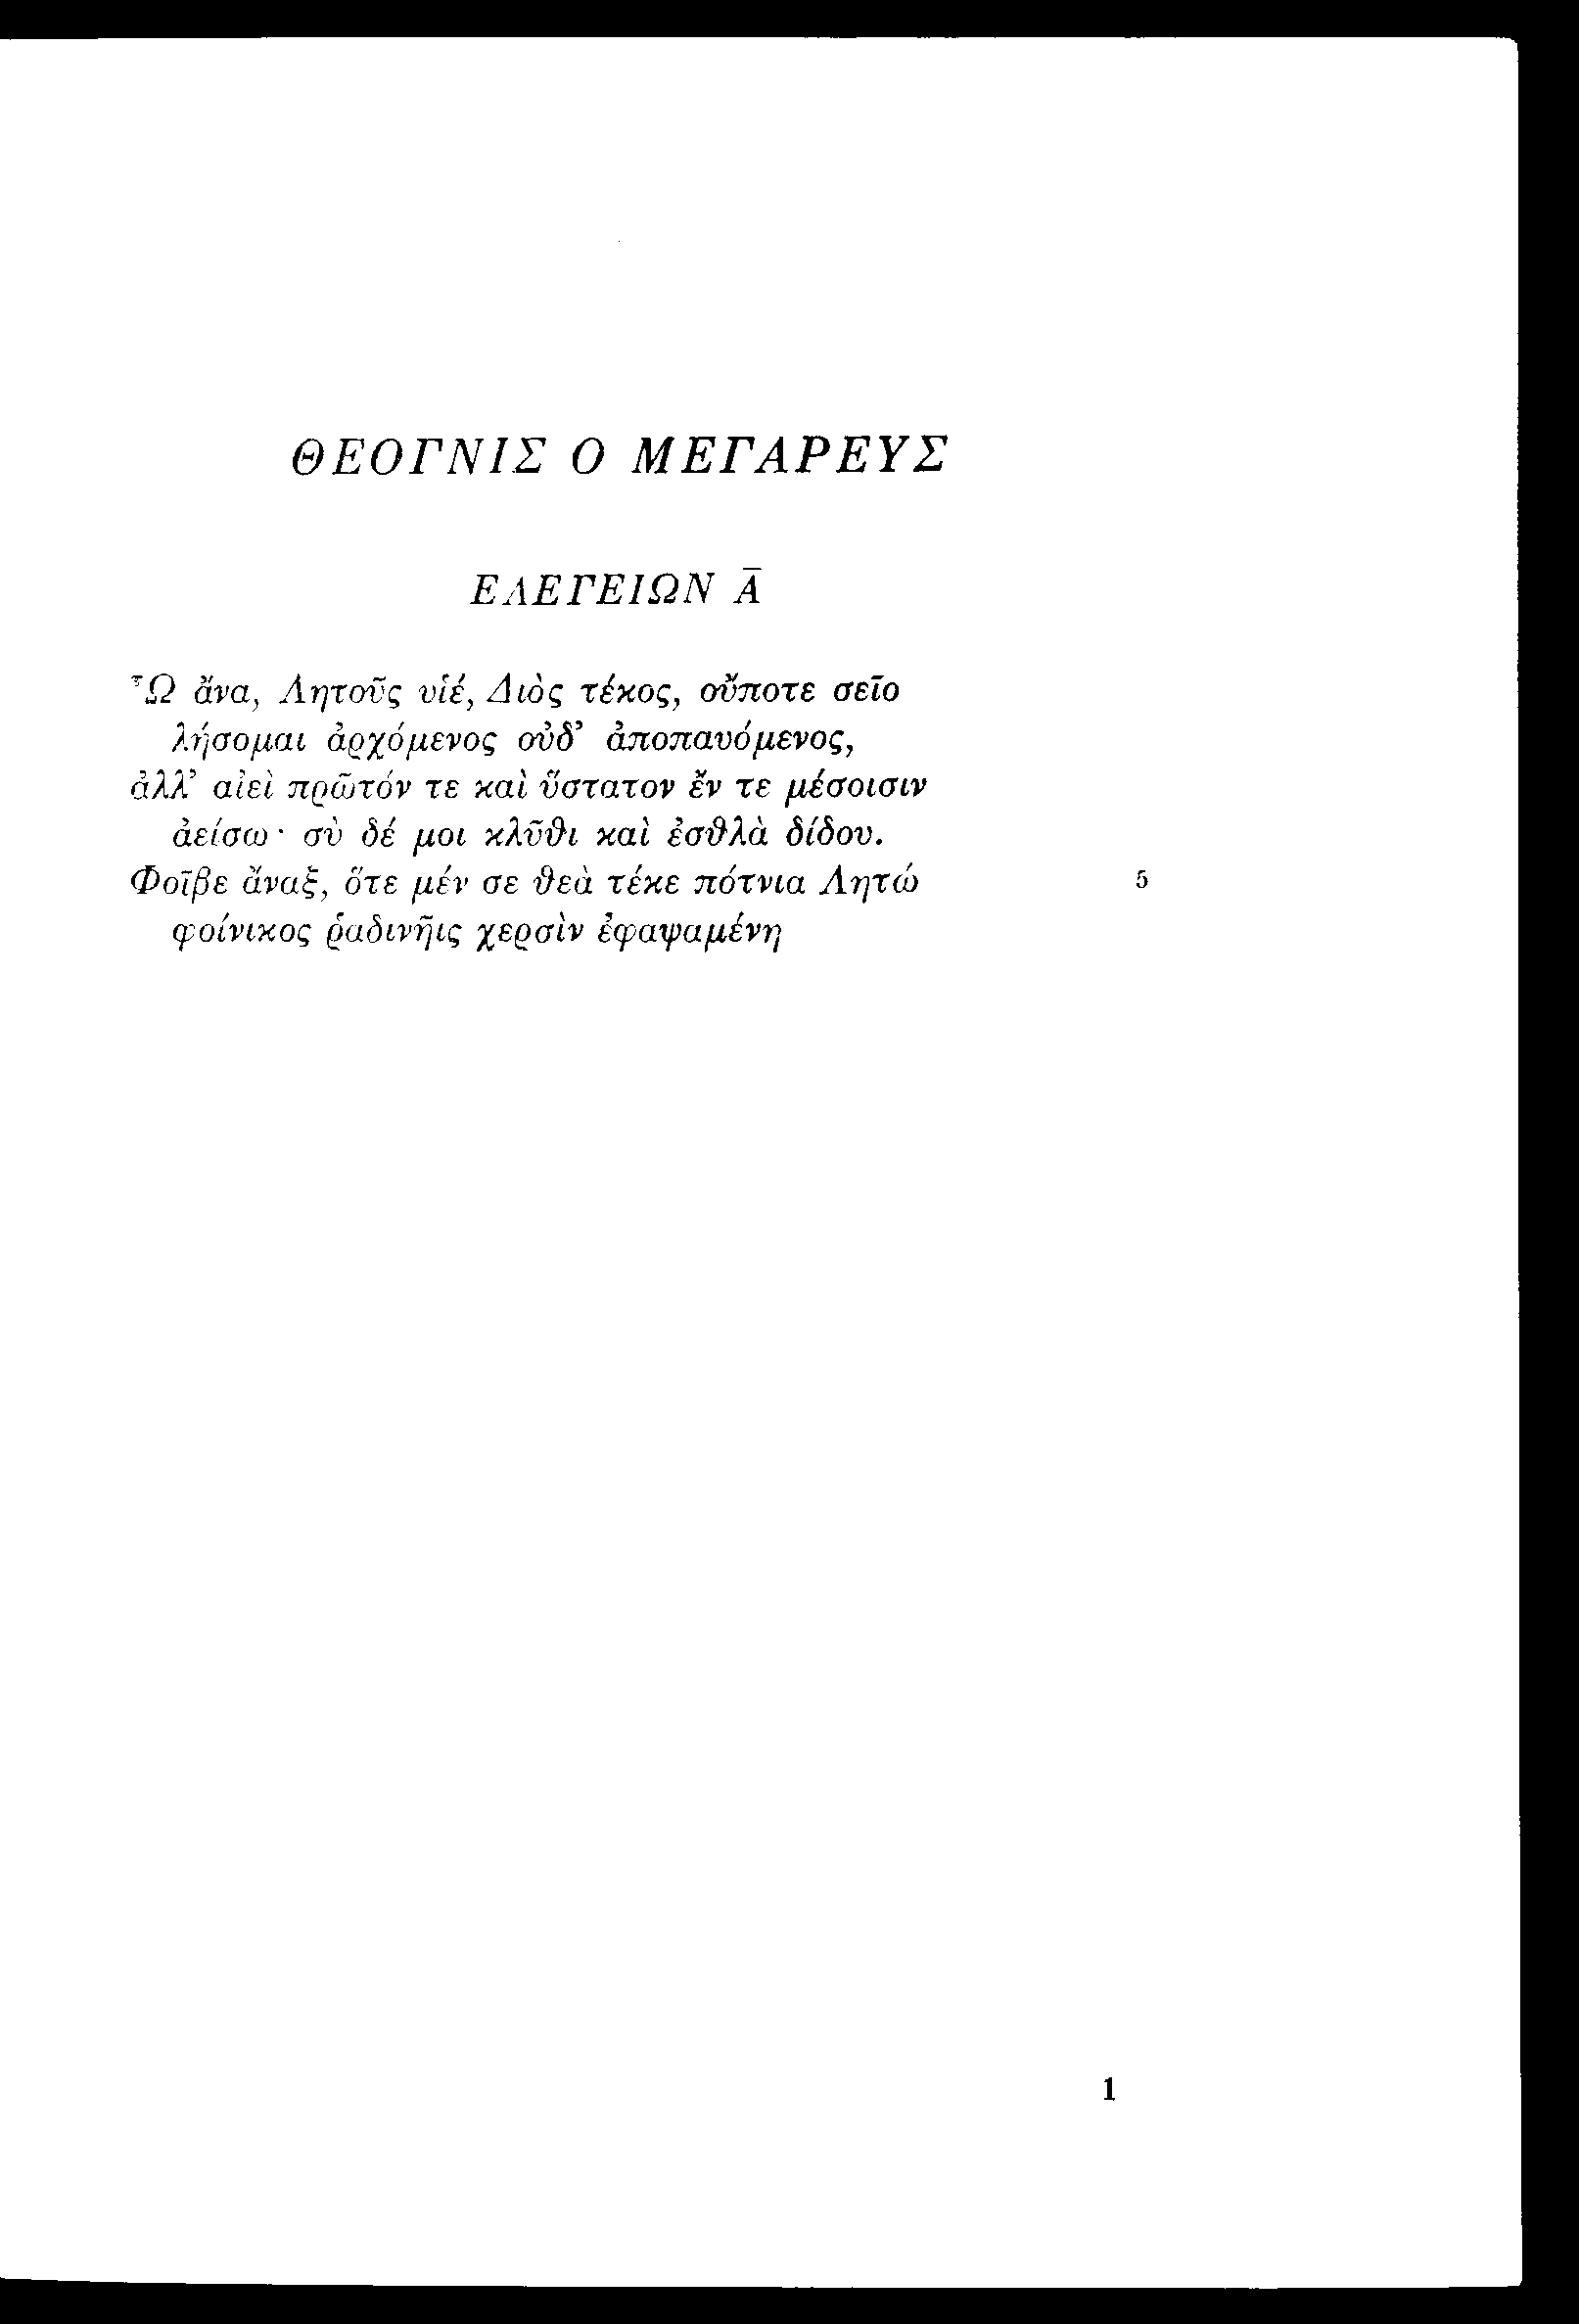 ΘΕΟΓΝΙΣ Ο ΜΕΓΑΡΕΥΣ
ΕΛΕΓΕΙΩΝ Α̅
Ὦ ἄνα, Λητοῦς υἱέ, Διὸς τέκος, οὔποτε σεῖο
λήσομαι ἀρχόμενος οὐδ’ ἀποπαυόμενος,
ἀλλ’ αἰεὶ πρῶτόν τε καὶ ὕστατον ἔν τε μέσοισιν
ἀείσω· σὺ δέ μοι κλῦθι καὶ ἐσθλὰ δίδου.
Φοῖβε ἄναξ, ὅτε μέν σε θεὰ τέκε πότνια Λητώ 5
φοίνικος ῥαδινῆις χερσὶν ἐφαψαμένη
1